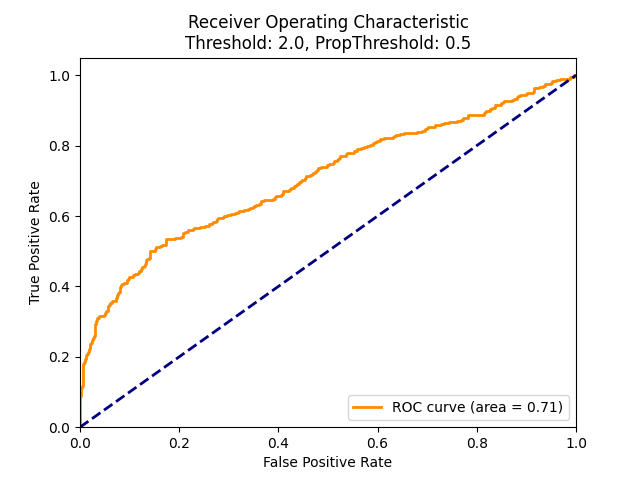 Receiver Operating Characteristic
Threshold: 2.0, PropThreshold: 0.5
True Positive Rate
1.0
0.8
0.6
0.4
0.2
0.0
0.0 0.2 0.4 0.6 0.8 1.0
False Positive Rate
ROC curve (area = 0.71)